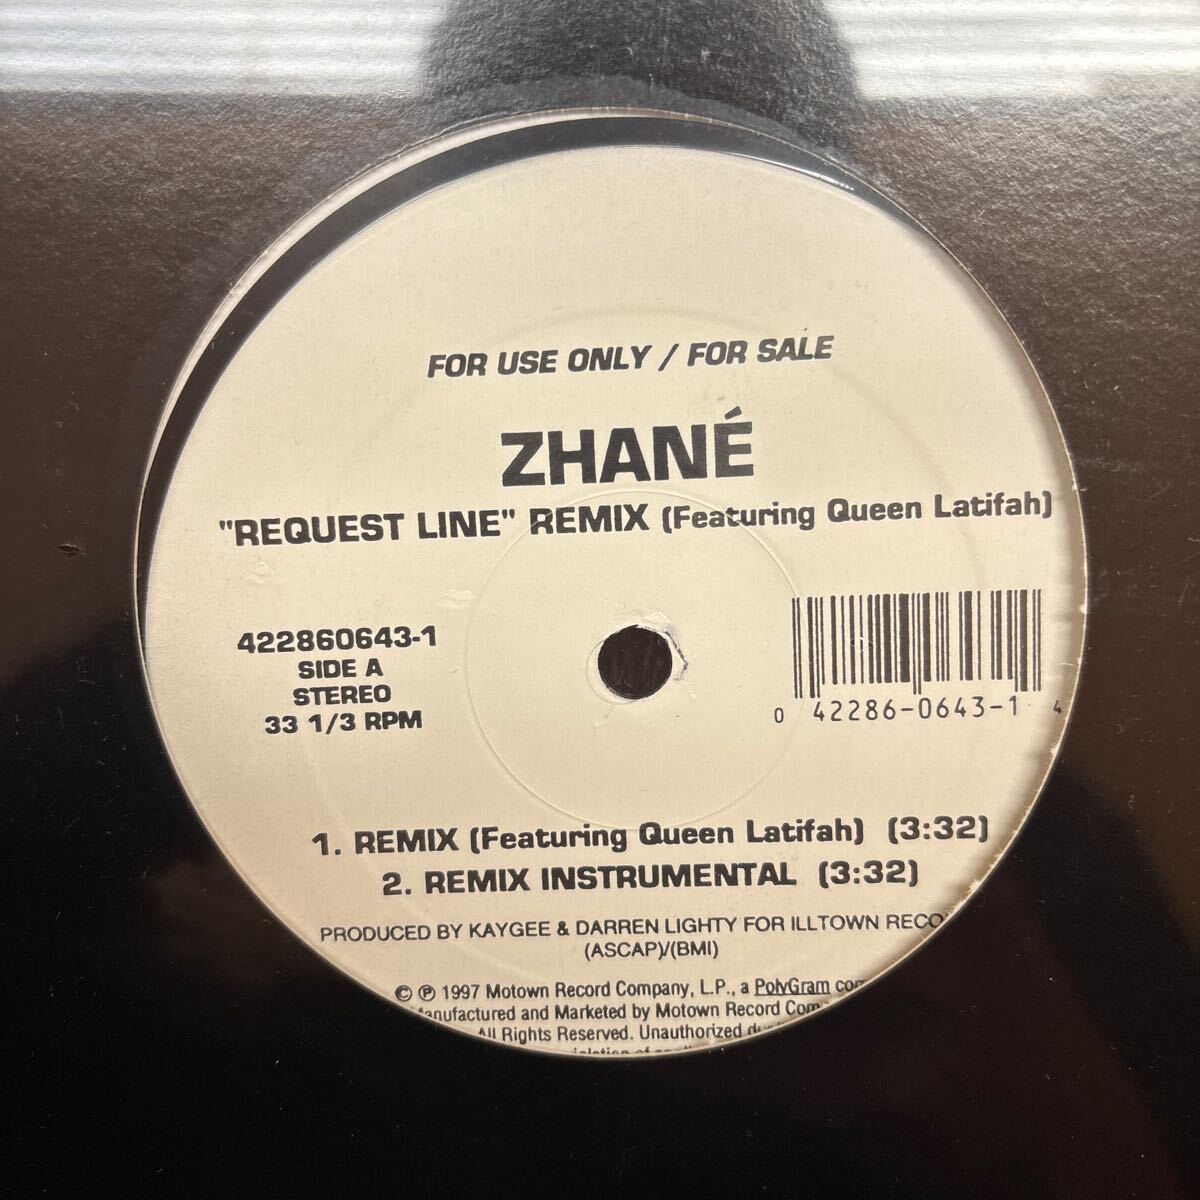 FOR USE ONLY / FOR SALE
ZHANÉ
"REQUEST LINE" REMIX (Featuring Queen Latifah)
422860643-1
SIDE A
STEREO
33 1/3 RPM
0 42286-0643-1 4
1. REMIX (Featuring Queen Latifah) (3:32)
2. REMIX INSTRUMENTAL (3:32)
PRODUCED BY KAYGEE & DARREN LIGHTY FOR ILLTOWN
(ASCAP)/(BMI)
© ℗ 1997 Motown Record Company, L.P., a PolyGram
and Marketed by Motown Record
All Rights Reserved. Unauthorized